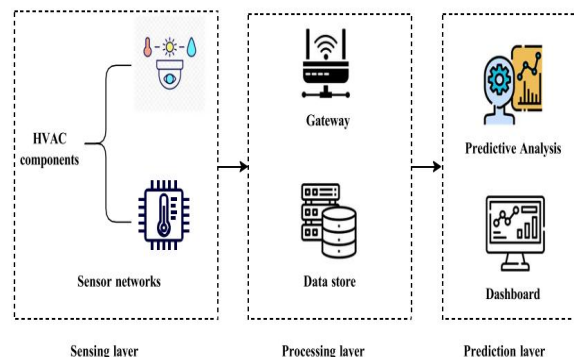 HVAC
components
Sensor networks
Gateway
Data store
Predictive Analysis
Dashboard
Sensing layer
Processing layer
Prediction layer